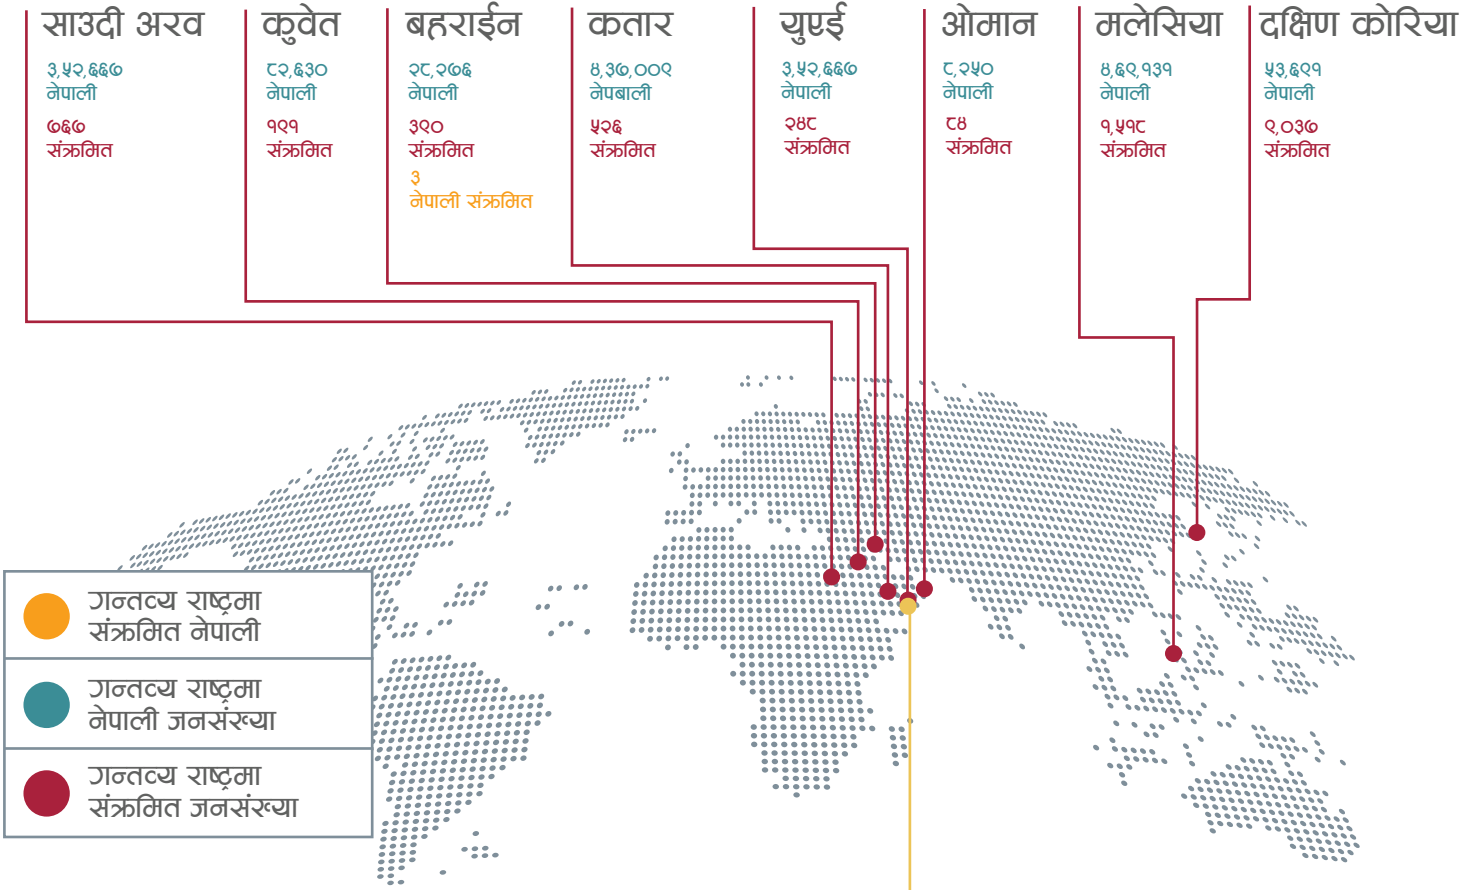 साउदी अरव
३,५२,६६७
नेपाली
७६७
संक्रमित
कुवेत
८२,६३०
नेपाली
१९१
संक्रमित
बहराईन
२८,२७६
नेपाली
३९०
संक्रमित
३
नेपाली संक्रमित
कतार
४,३७,००९
नेपबाली
५२६
संक्रमित
युएई
३,५२,६६७
नेपाली
२४८
संक्रमित
ओमान
८,२५०
नेपाली
८४
संक्रमित
मलेसिया
४,६९,१३१
नेपाली
१,५१८
संक्रमित
दक्षिण कोरिया
५३,६९१
नेपाली
९,०३७
संक्रमित
गन्तव्य राष्ट्रमा
संक्रमित नेपाली
गन्तव्य राष्ट्रमा
नेपाली जनसंख्या
गन्तव्य राष्ट्रमा
संक्रमित जनसंख्या